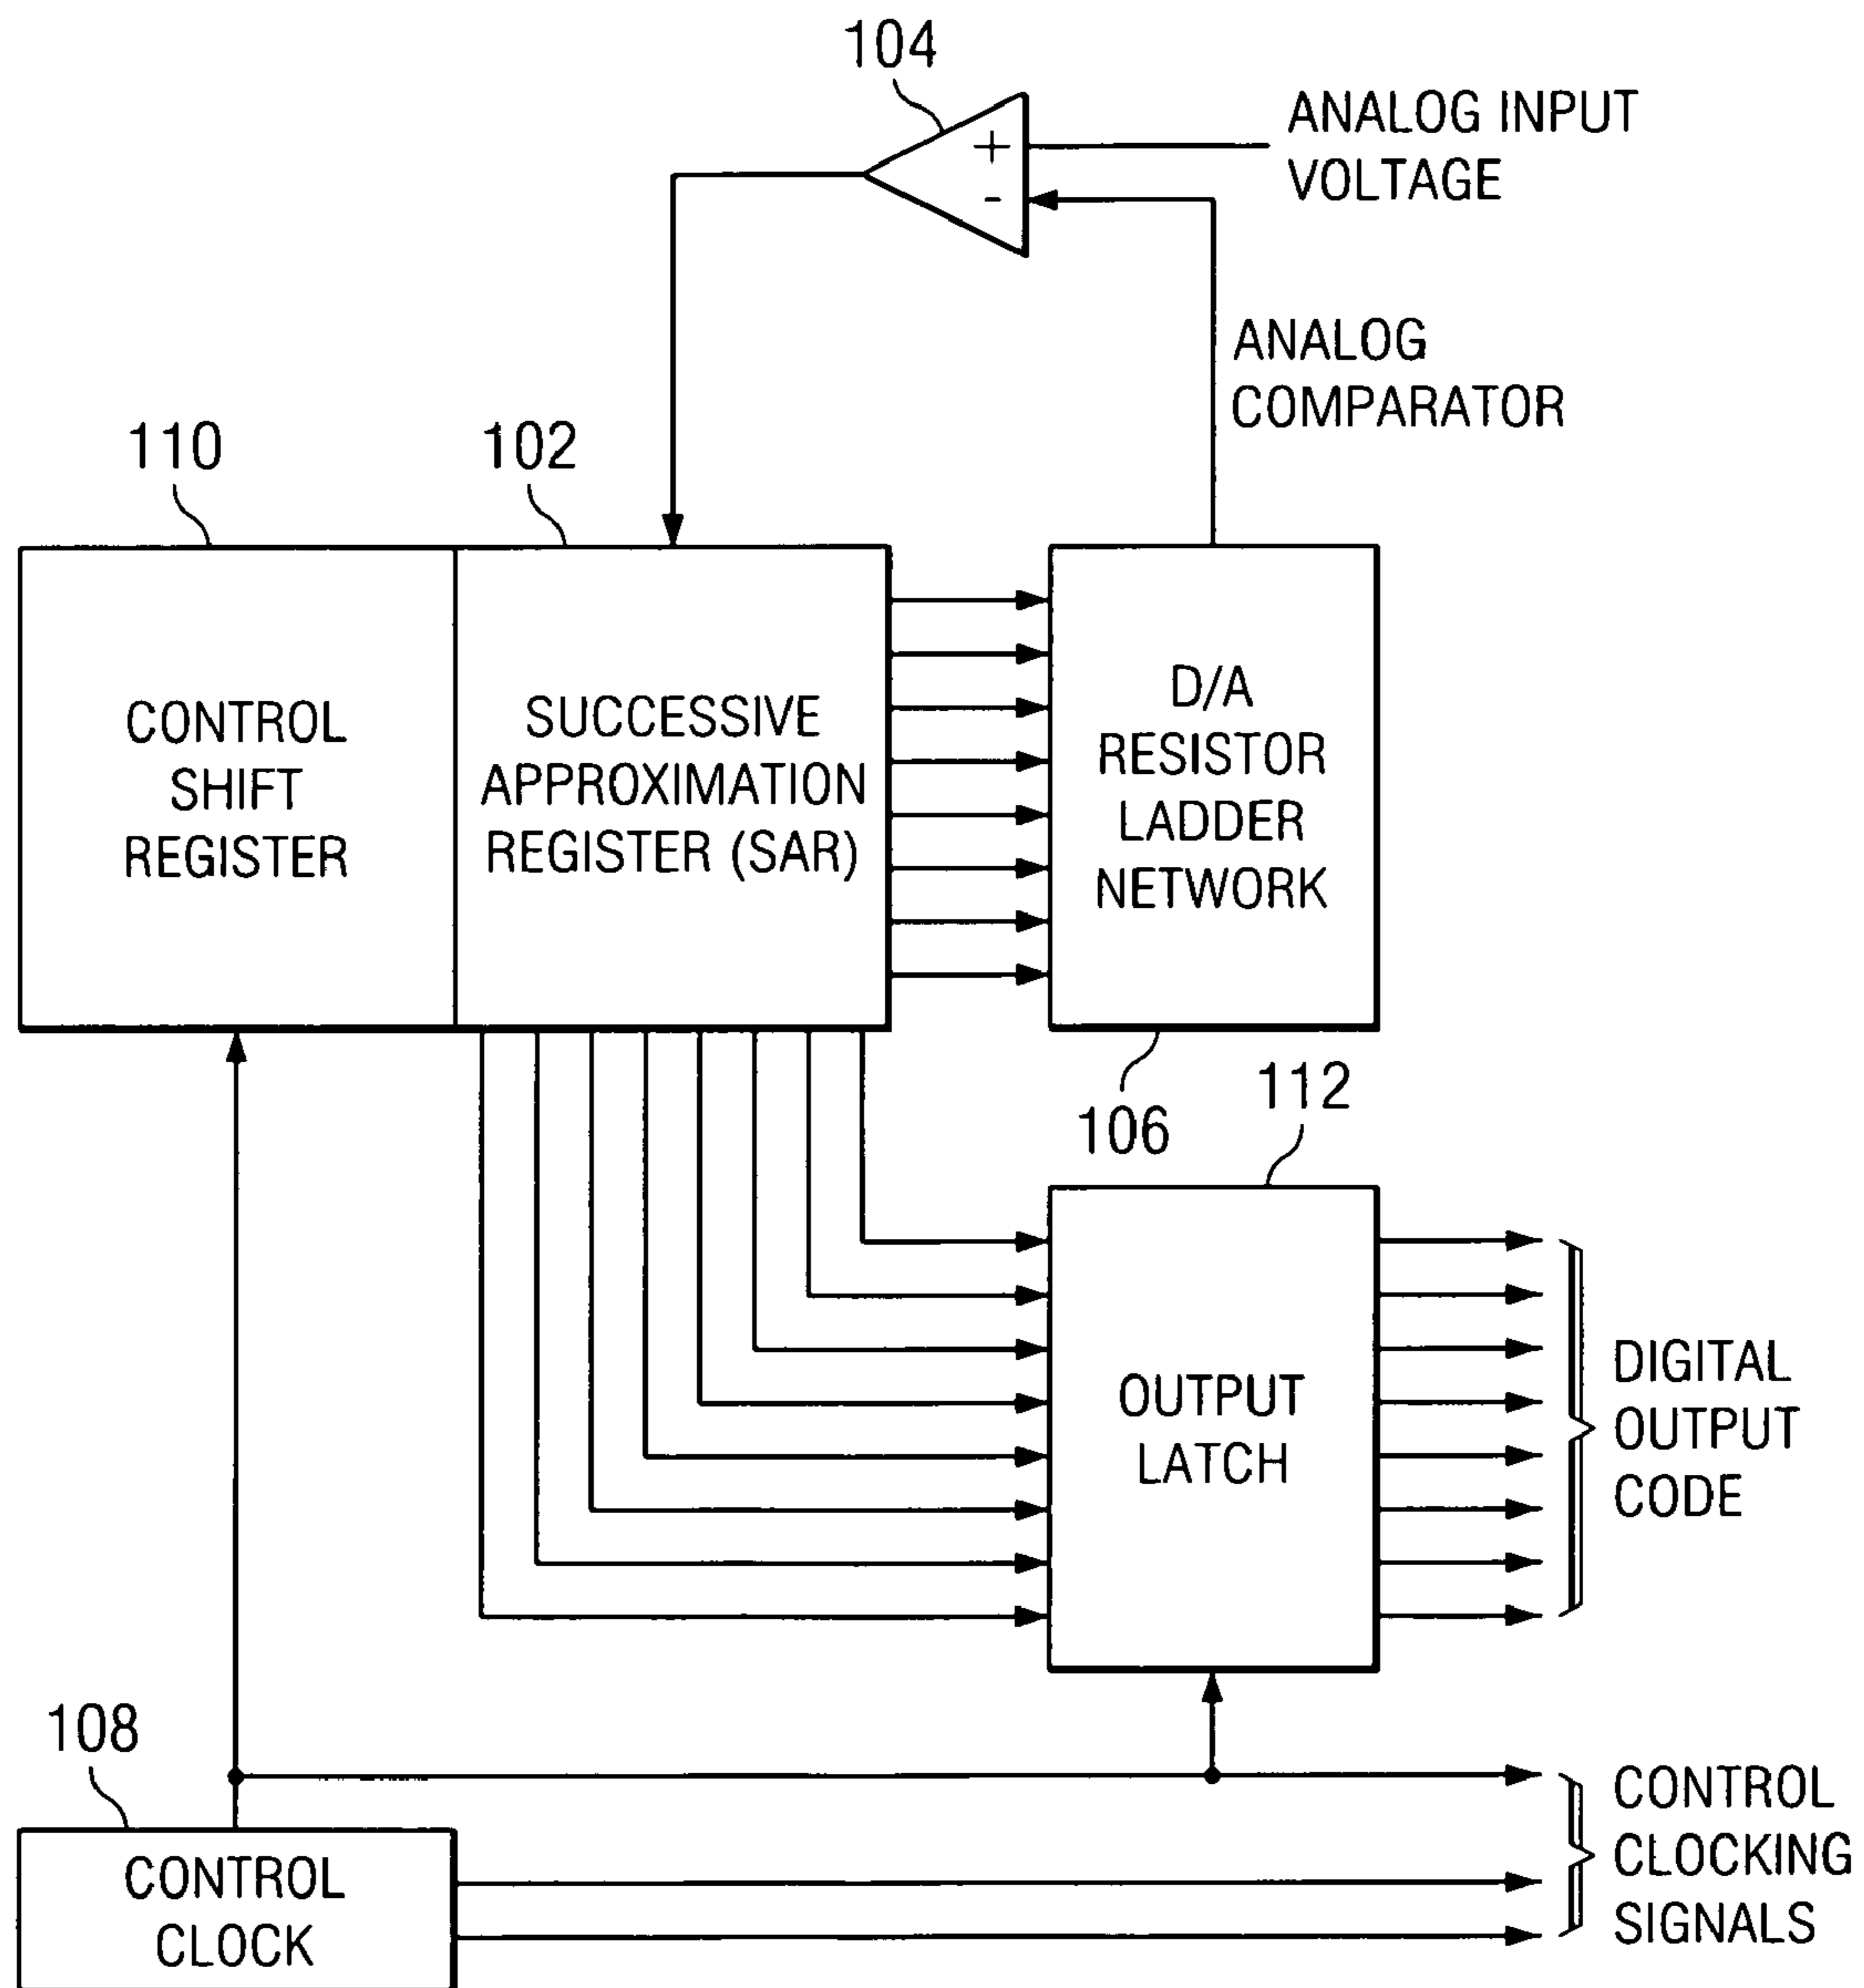 104
+
-
ANALOG INPUT
VOLTAGE
ANALOG
COMPARATOR
110
102
CONTROL
SHIFT
REGISTER
SUCCESSIVE
APPROXIMATION
REGISTER (SAR)
D/A
RESISTOR
LADDER
NETWORK
106
112
OUTPUT
LATCH
DIGITAL
OUTPUT
CODE
108
CONTROL
CLOCK
CONTROL
CLOCKING
SIGNALS